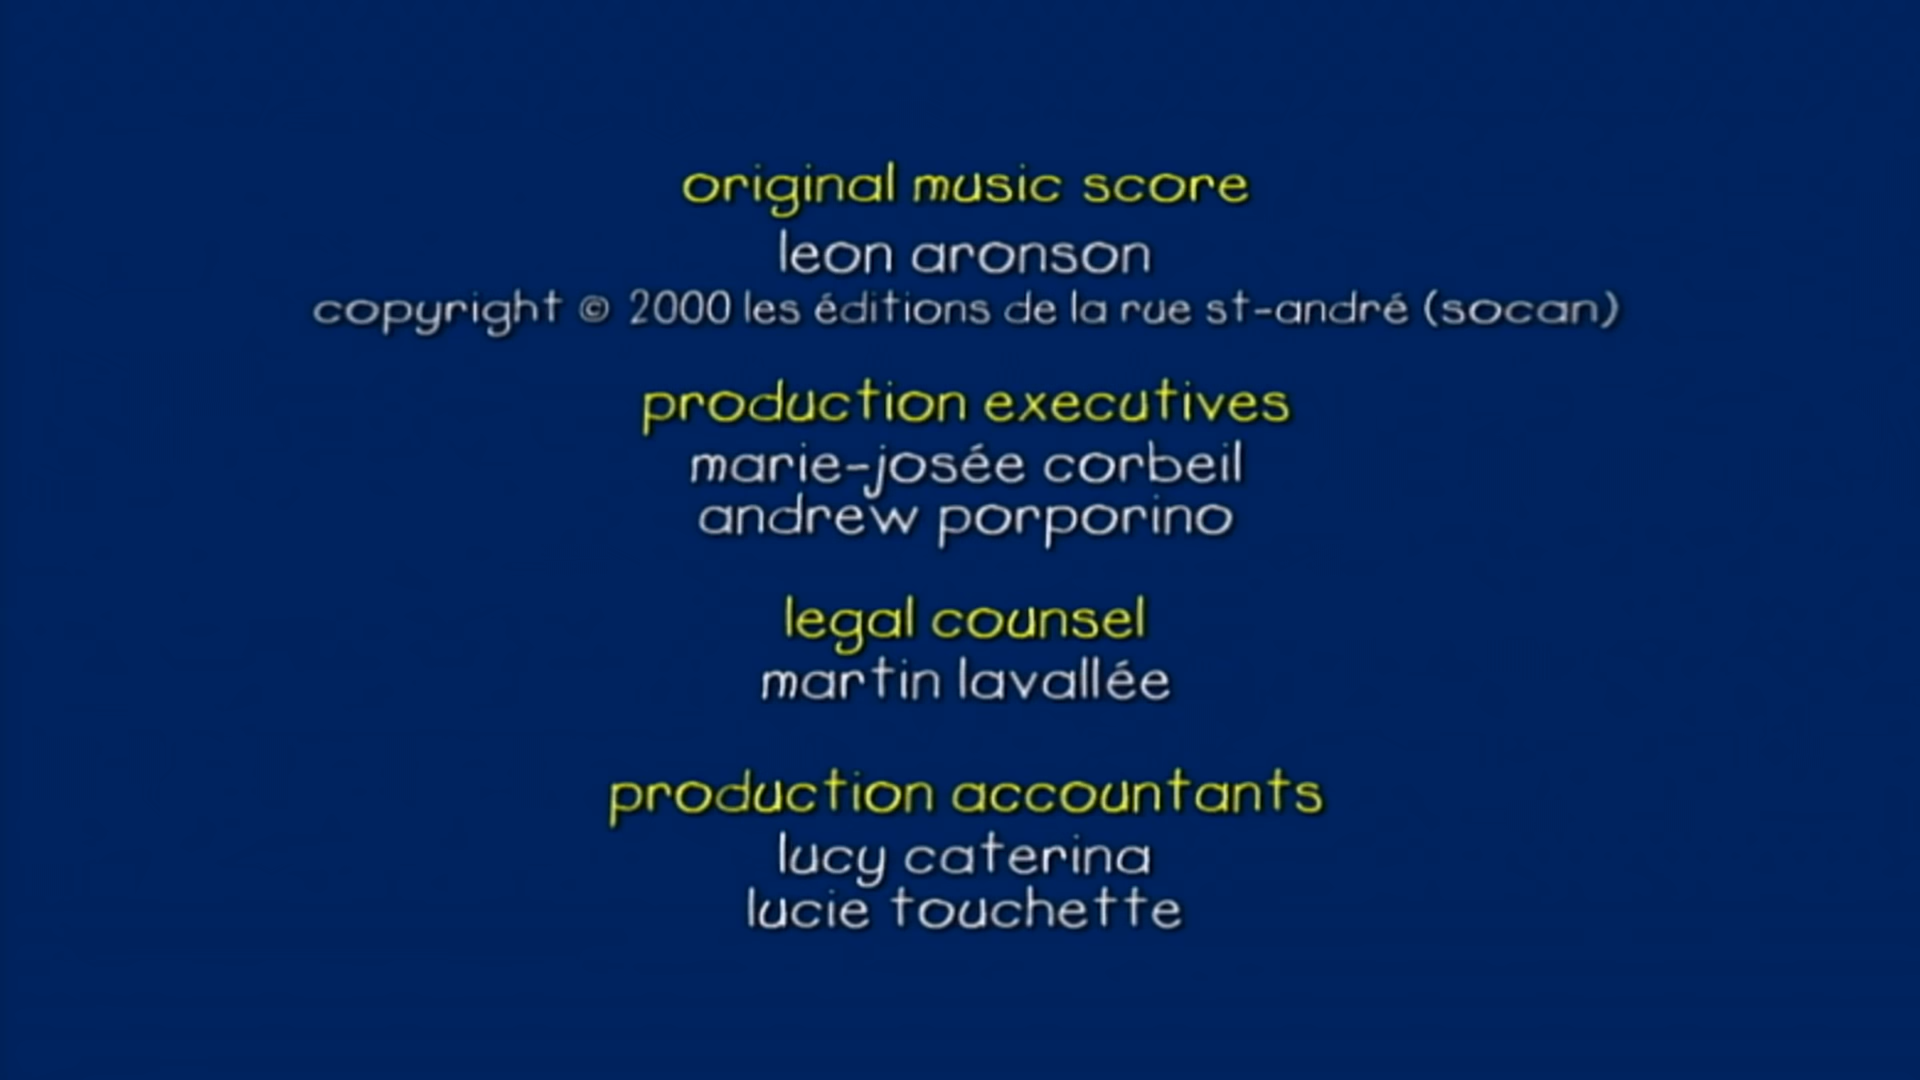 original music score
leon aronson
copyright © 2000 les éditions de la rue st-andré (socan)
production executives
marie-josée corbeil
andrew porporino
legal counsel
martin lavallée
production accountants
lucy caterina
lucie touchette